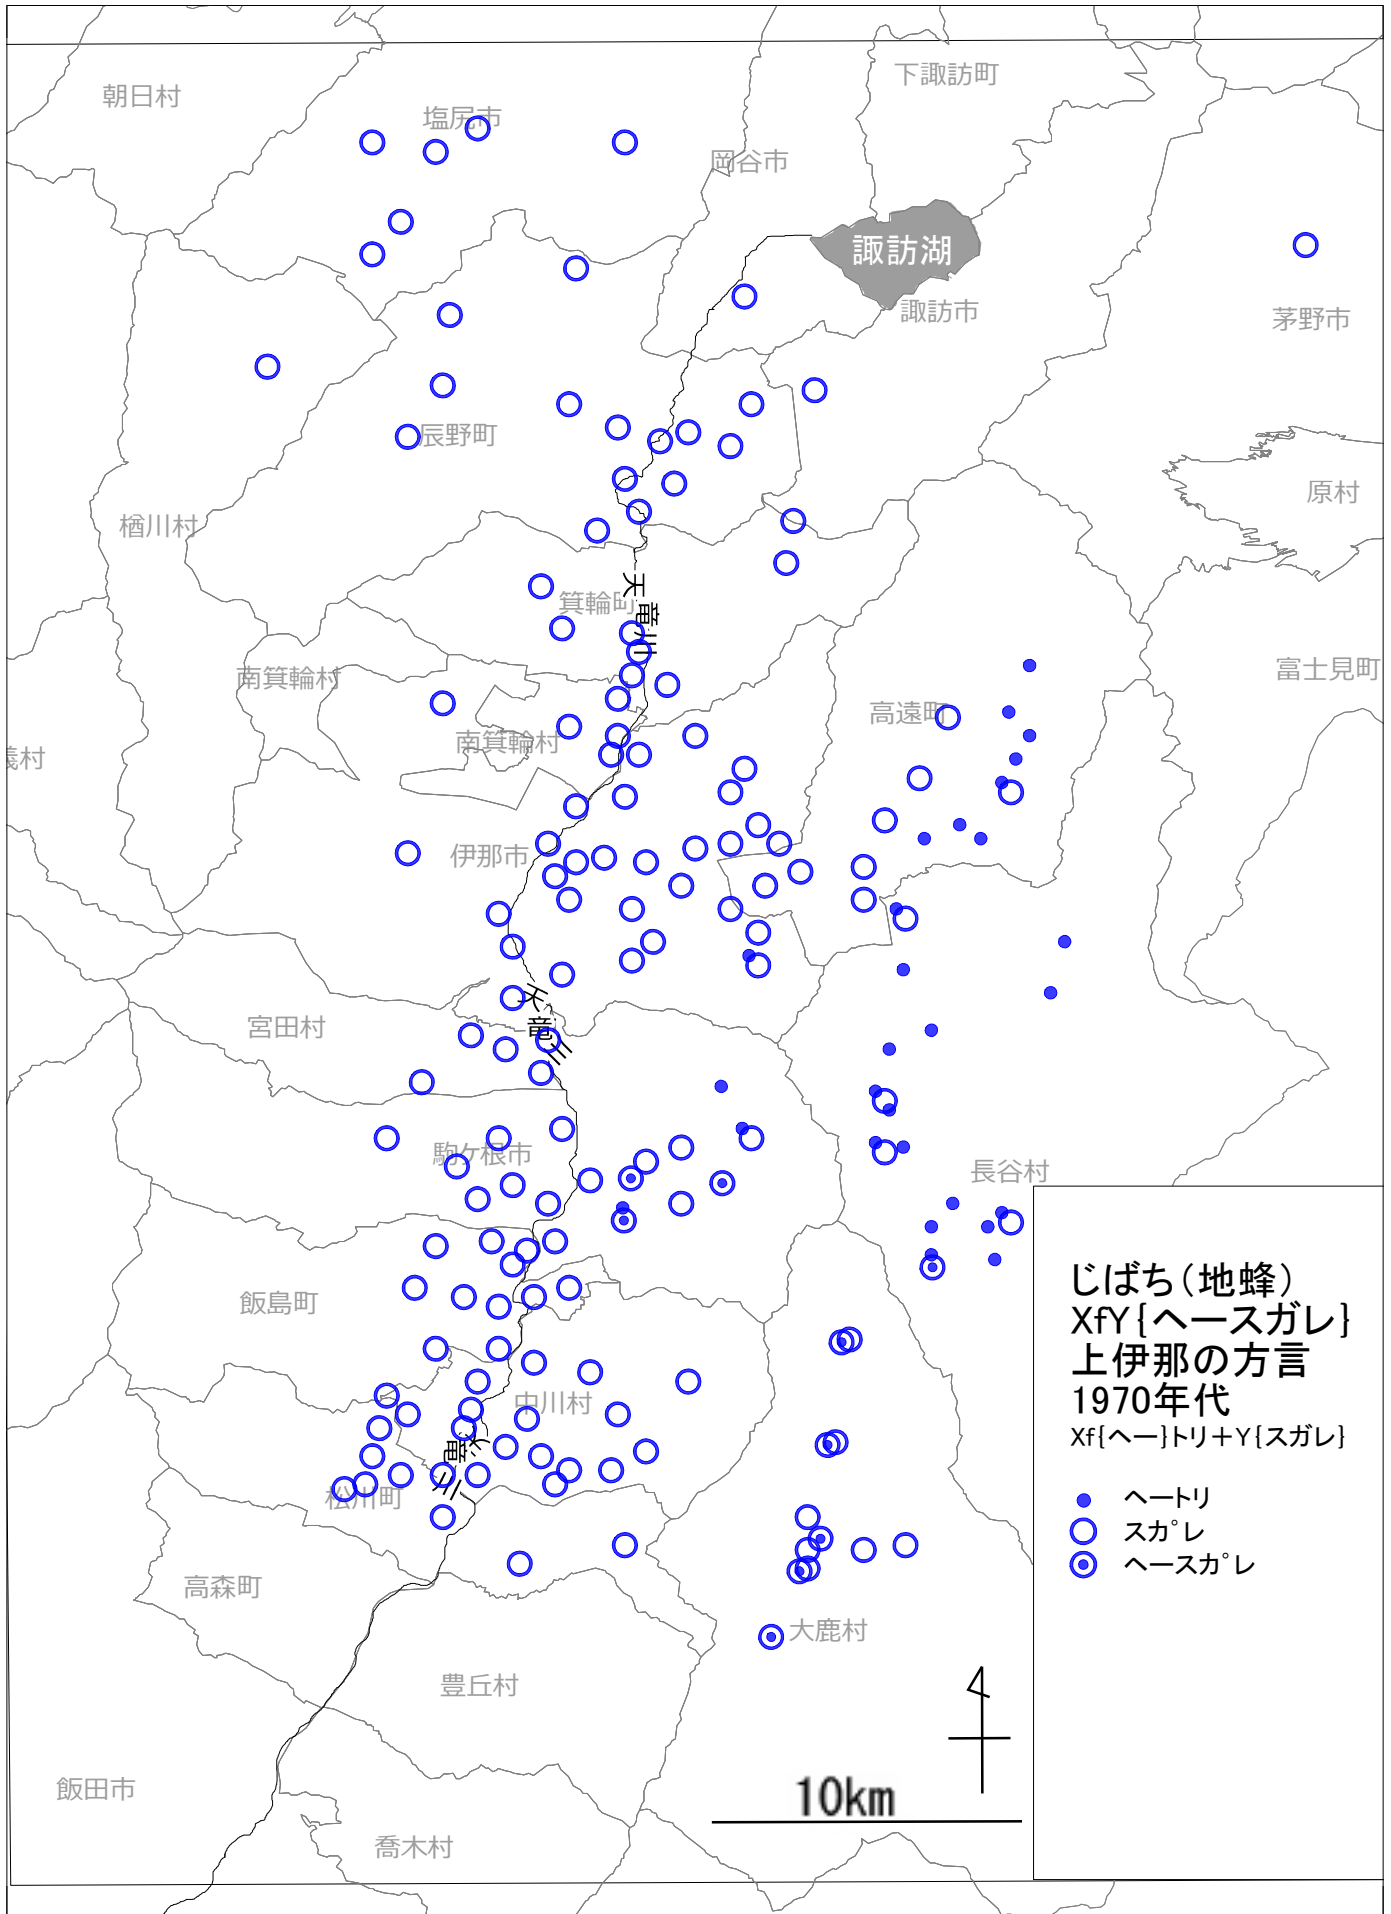 朝日村
塩尻市
下諏訪町
岡谷市
諏訪湖
諏訪市
茅野市
辰野町
原村
楢川村
天竜川
箕輪町
南箕輪村
富士見町
高遠町
南箕輪村
義村
伊那市
天竜川
宮田村
駒ケ根市
長谷村
飯島町
中川村
天竜川
松川町
高森町
大鹿村
豊丘村
飯田市
喬木村
じばち（地蜂）
XfY{ヘースガレ}
上伊那の方言
1970年代
Xf{ヘー}トリ＋Y{スガレ}
ヘートリ
スカ゚レ
ヘースカ゚レ
10km